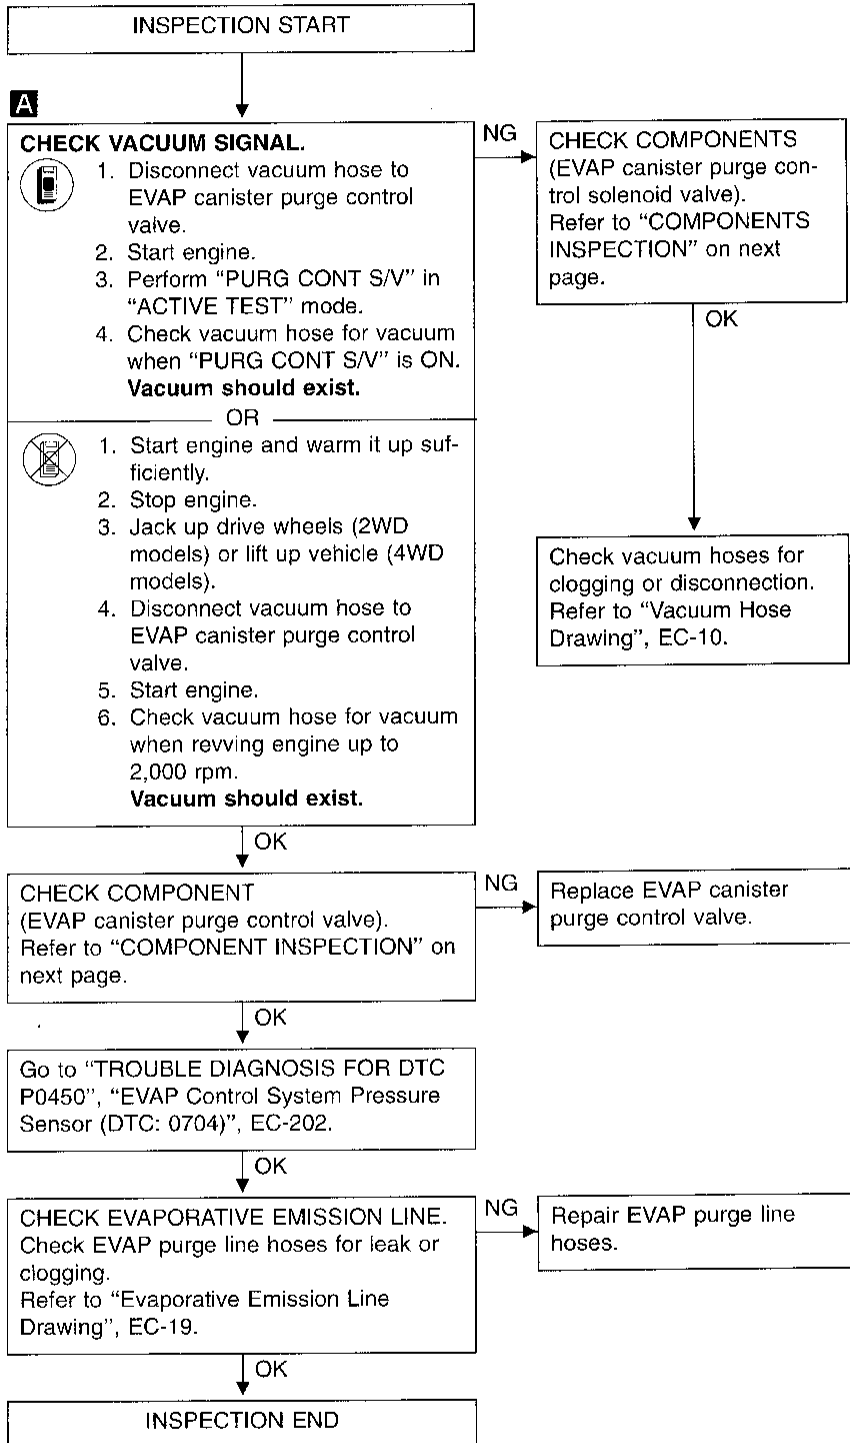 INSPECTION START
A
CHECK VACUUM SIGNAL.
1. Disconnect vacuum hose to
EVAP canister purge control
valve.
2. Start engine.
3. Perform “PURG CONT S/V” in
“ACTIVE TEST” mode.
4. Check vacuum hose for vacuum
when “PURG CONT S/V” is ON.
Vacuum should exist.
OR
1. Start engine and warm it up suf-
ficiently.
2. Stop engine.
3. Jack up drive wheels (2WD
models) or lift up vehicle (4WD
models).
4. Disconnect vacuum hose to
EVAP canister purge control
valve.
5. Start engine.
6. Check vacuum hose for vacuum
when revving engine up to
2,000 rpm.
Vacuum should exist.
NG
CHECK COMPONENTS
(EVAP canister purge con-
trol solenoid valve).
Refer to “COMPONENTS
INSPECTION” on next
page.
OK
Check vacuum hoses for
clogging or disconnection.
Refer to “Vacuum Hose
Drawing”, EC-10.
OK
CHECK COMPONENT
(EVAP canister purge control valve).
Refer to “COMPONENT INSPECTION” on
next page.
NG
Replace EVAP canister
purge control valve.
OK
Go to “TROUBLE DIAGNOSIS FOR DTC
P0450”, “EVAP Control System Pressure
Sensor (DTC: 0704)”, EC-202.
OK
CHECK EVAPORATIVE EMISSION LINE.
Check EVAP purge line hoses for leak or
clogging.
Refer to “Evaporative Emission Line
Drawing”, EC-19.
NG
Repair EVAP purge line
hoses.
OK
INSPECTION END